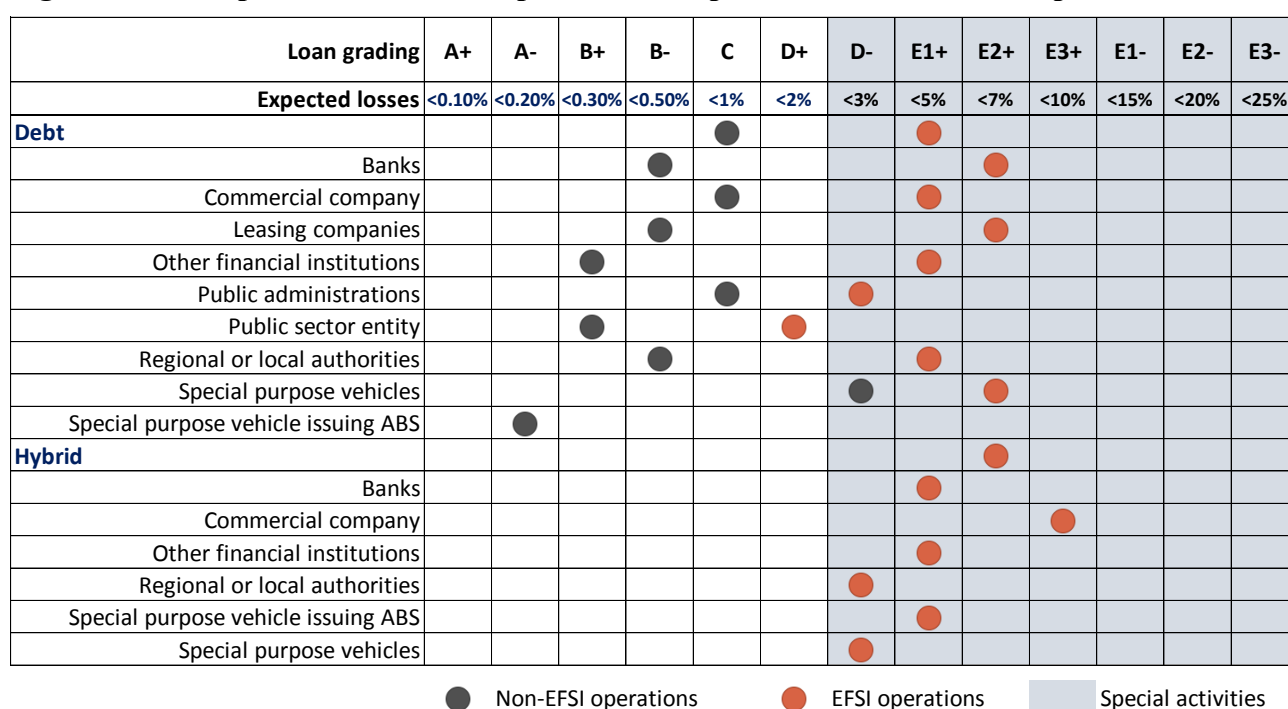 Loan grading A+ A- B+ B- C D+ D- E1+ E2+ E3+ E1- E2- E3-
Expected losses <0.10% <0.20% <0.30% <0.50% <1% <2% <3% <5% <7% <10% <15% <20% <25%
Debt
Banks
Commercial company
Leasing companies
Other financial institutions
Public administrations
Public sector entity
Regional or local authorities
Special purpose vehicles
Special purpose vehicle issuing ABS
Hybrid
Banks
Commercial company
Other financial institutions
Regional or local authorities
Special purpose vehicle issuing ABS
Special purpose vehicles
Non-EFSI operations EFSI operations Special activities